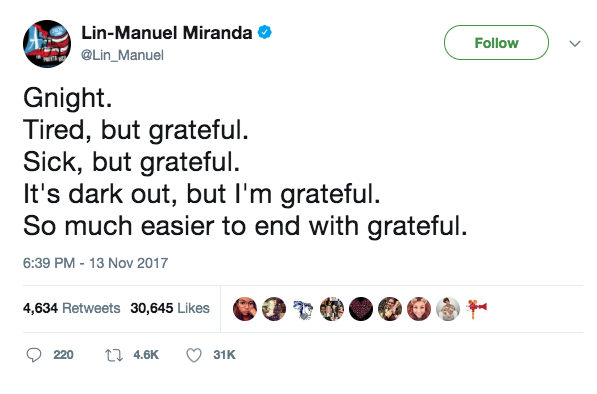 Lin-Manuel Miranda
@Lin_Manuel
Follow
Gnight.
Tired, but grateful.
Sick, but grateful.
It's dark out, but I'm grateful.
So much easier to end with grateful.
6:39 PM - 13 Nov 2017
4,634 Retweets 30,645 Likes
220 4.6K 31K